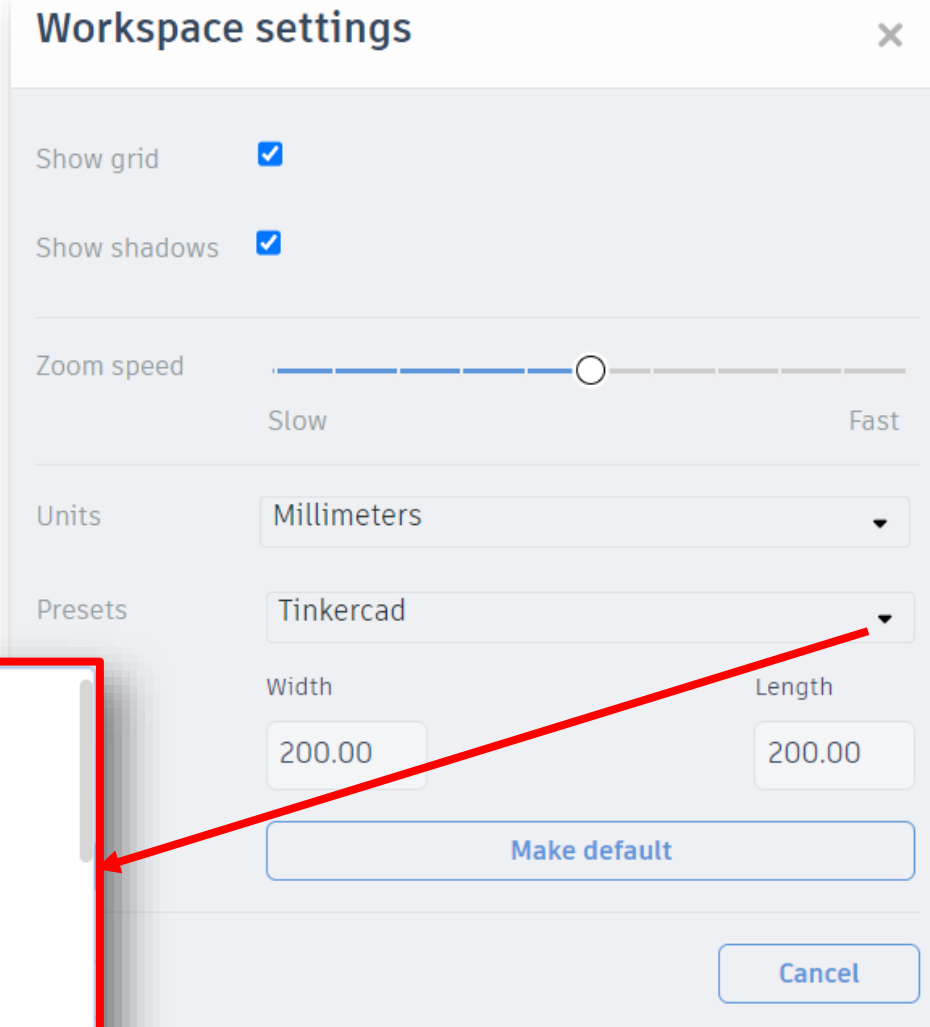 Workspace settings
Show grid
Show shadows
Zoom speed
Slow Fast
Units Millimeters
Presets Tinkercad
Width Length
200.00 200.00
Make default
Cancel